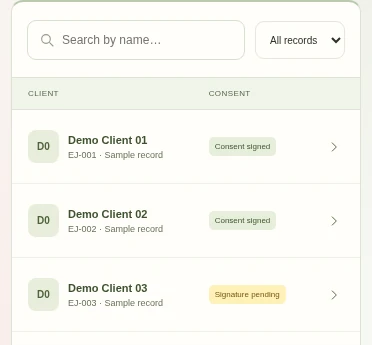 Search by name…
All records
CLIENT CONSENT
D0 Demo Client 01 Consent signed
EJ-001 · Sample record
D0 Demo Client 02 Consent signed
EJ-002 · Sample record
D0 Demo Client 03 Signature pending
EJ-003 · Sample record